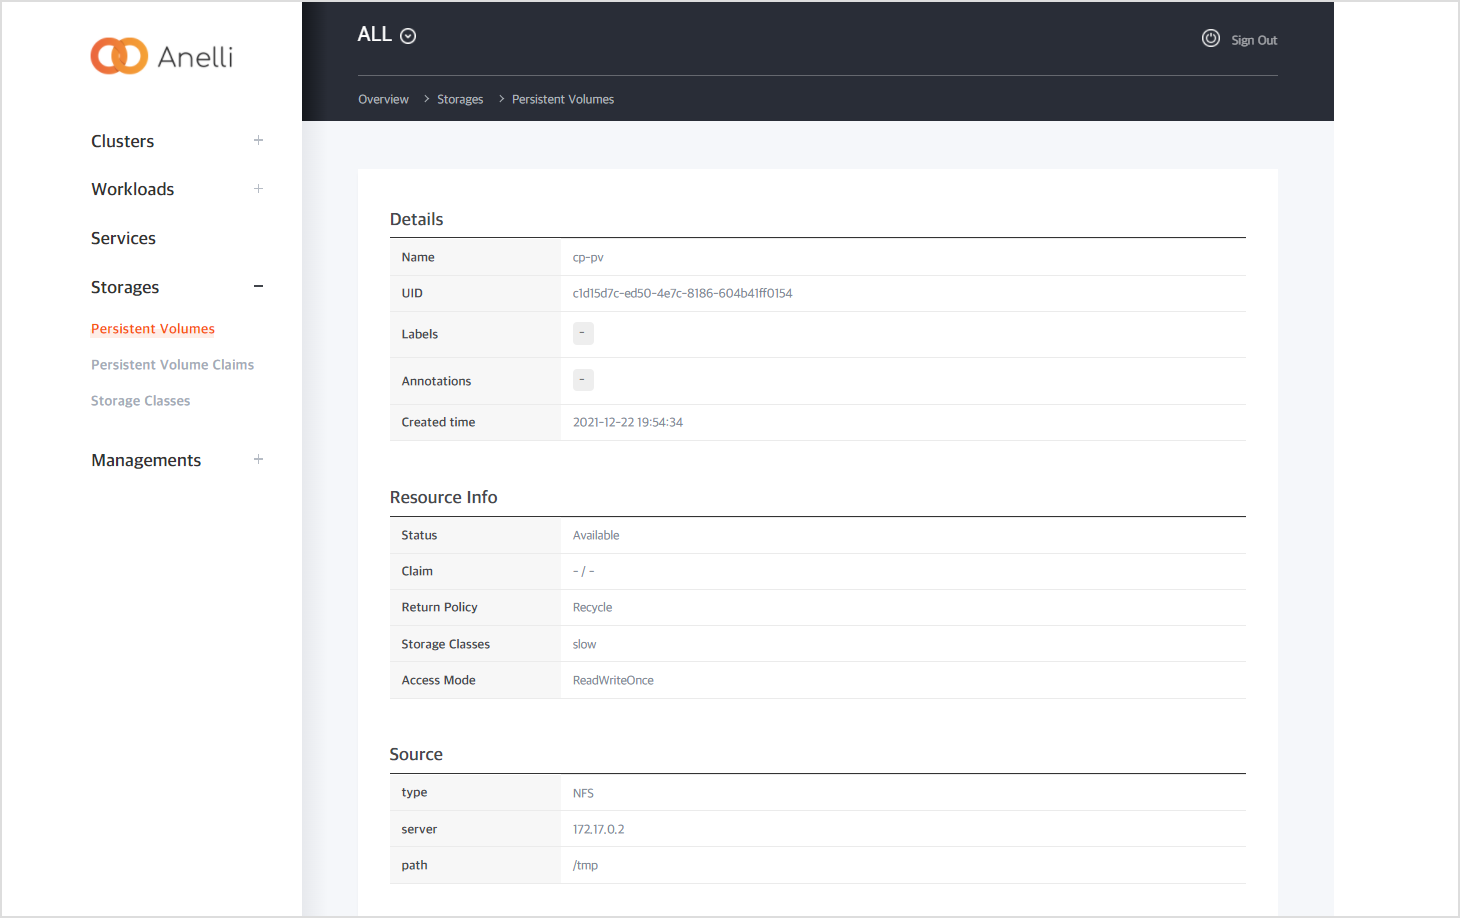 Anelli
ALL
Sign Out
Overview > Storages > Persistent Volumes
Clusters +
Workloads +
Services
Storages −
Persistent Volumes
Persistent Volume Claims
Storage Classes
Managements +
Details
Name cp-pv
UID c1d15d7c-ed50-4e7c-8186-604b41ff0154
Labels -
Annotations -
Created time 2021-12-22 19:54:34
Resource Info
Status Available
Claim - / -
Return Policy Recycle
Storage Classes slow
Access Mode ReadWriteOnce
Source
type NFS
server 172.17.0.2
path /tmp